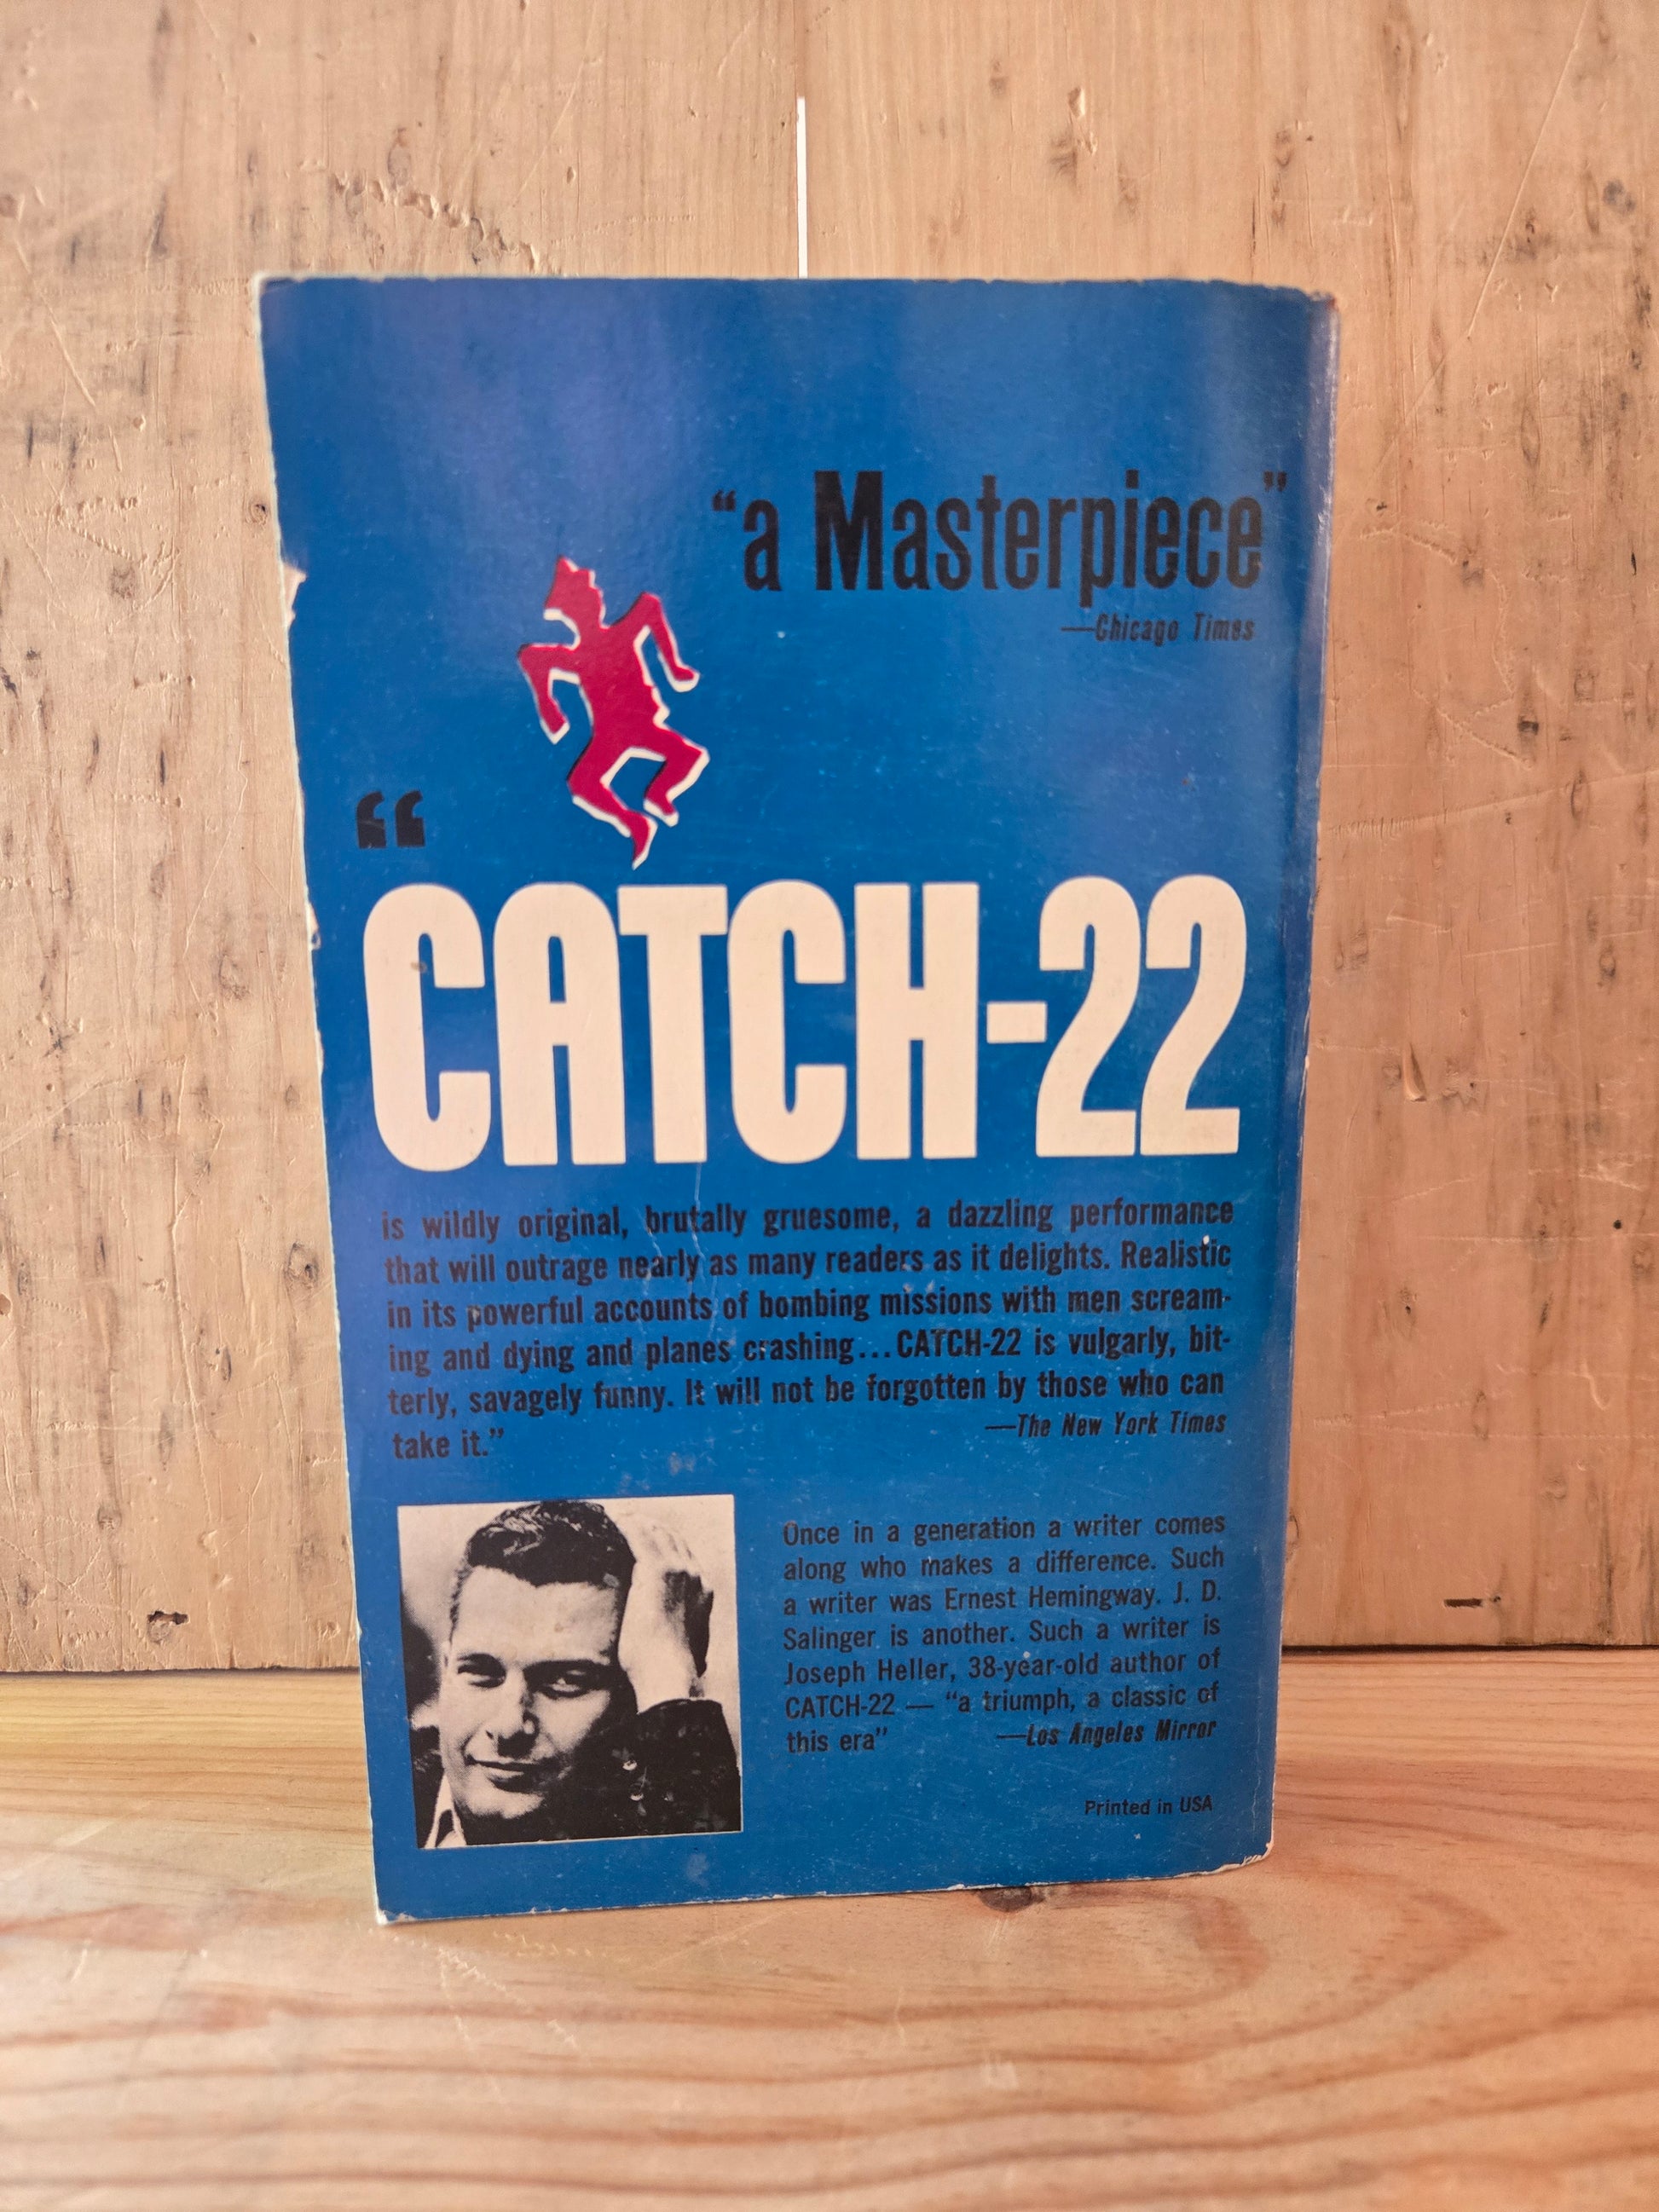 “a Masterpiece”
—Chicago Times
“
CATCH-22
is wildly original, brutally gruesome, a dazzling performance
that will outrage nearly as many readers as it delights. Realistic
in its powerful accounts of bombing missions with men scream-
ing and dying and planes crashing...CATCH-22 is vulgarly, bit-
terly, savagely funny. It will not be forgotten by those who can
take it.” —The New York Times
Once in a generation a writer comes
along who makes a difference. Such
a writer was Ernest Hemingway. J. D.
Salinger is another. Such a writer is
Joseph Heller, 38-year-old author of
CATCH-22 — “a triumph, a classic of
this era” —Los Angeles Mirror
Printed in USA